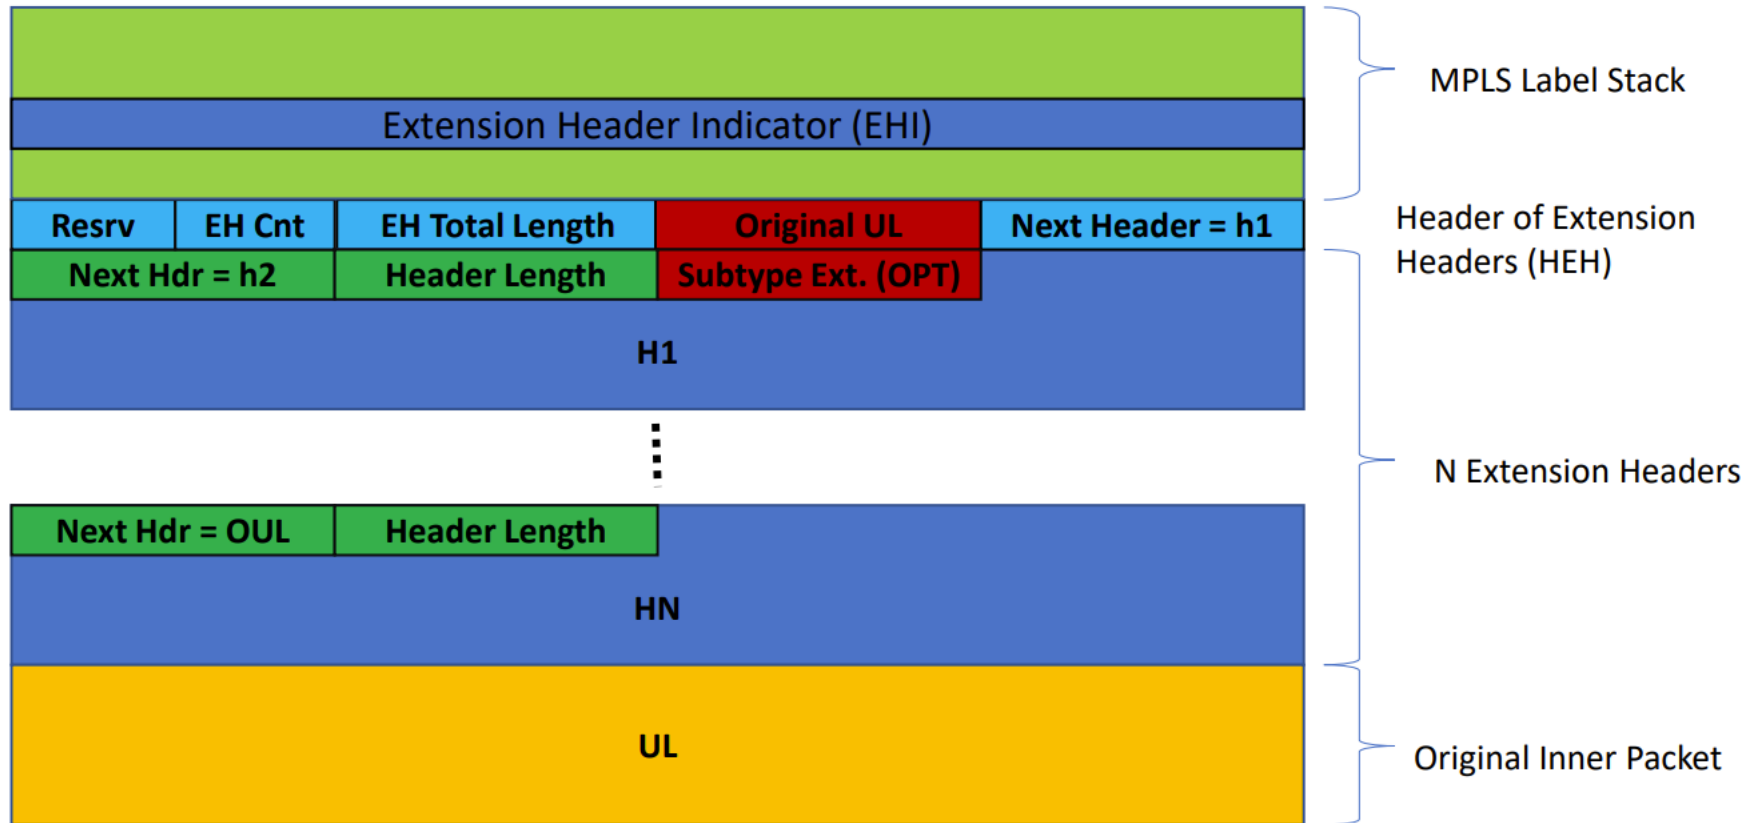 MPLS Label Stack
Extension Header Indicator (EHI)
Resrv
EH Cnt
EH Total Length
Original UL
Next Header = h1
Header of Extension
Headers (HEH)
Next Hdr = h2
Header Length
Subtype Ext. (OPT)
H1
N Extension Headers
Next Hdr = OUL
Header Length
HN
UL
Original Inner Packet